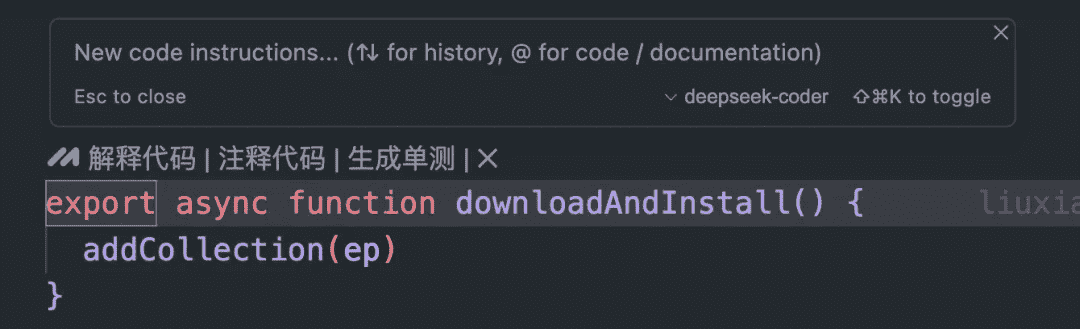 New code instructions... (↑↓ for history, @ for code / documentation)
Esc to close deepseek-coder ⇧⌘K to toggle
解释代码 | 注释代码 | 生成单测 | ×
export async function downloadAndInstall() {
addCollection(ep)
}